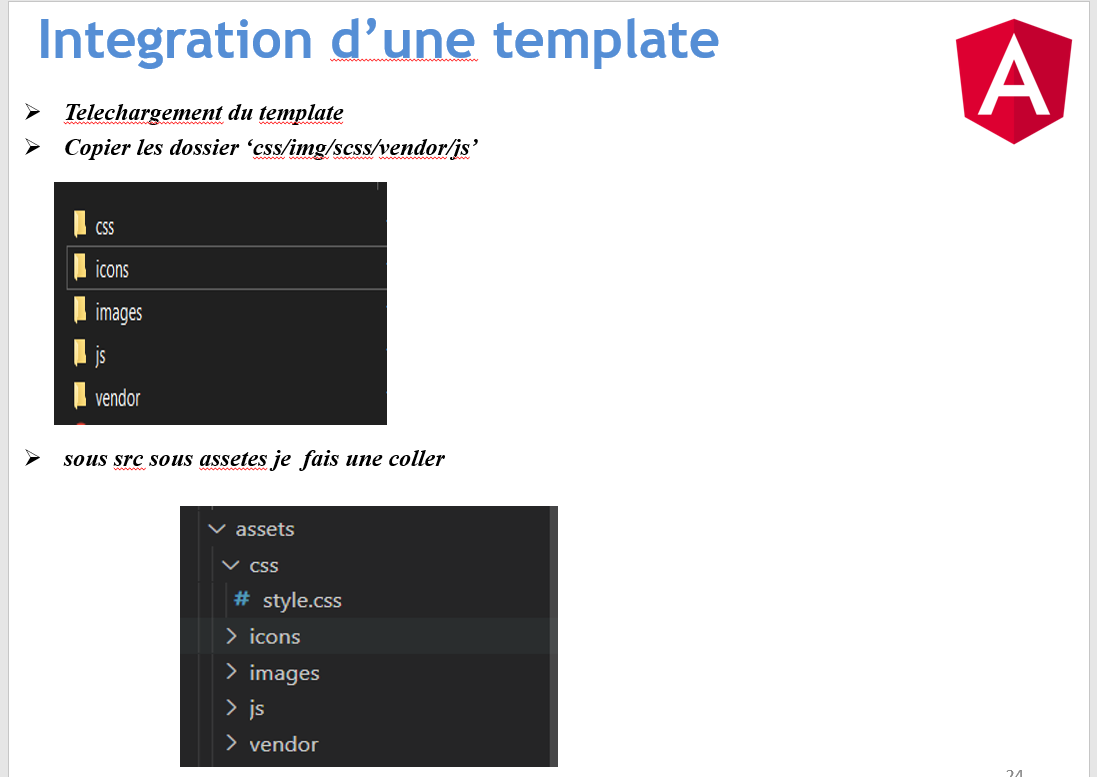 Integration d’une template
Telechargement du template
Copier les dossier ‘css/img/scss/vendor/js’
css
icons
images
js
vendor
sous src sous assetes je fais une coller
assets
css
# style.css
icons
images
js
vendor
24